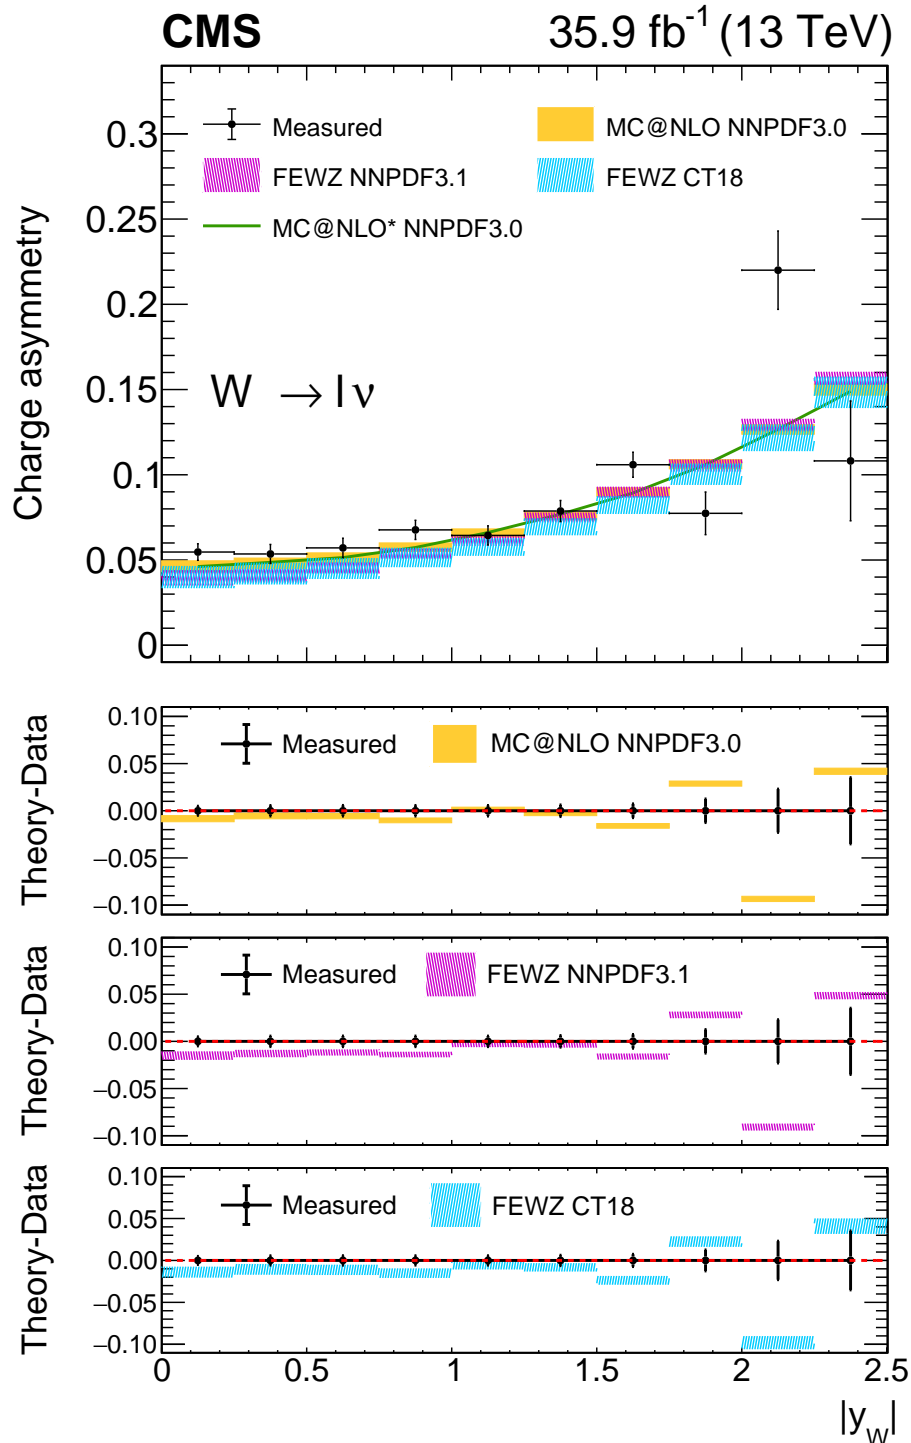 CMS 35.9 fb⁻¹ (13 TeV)
Measured MC@NLO NNPDF3.0
FEWZ NNPDF3.1 FEWZ CT18
MC@NLO* NNPDF3.0
W → l ν
Charge asymmetry
0.3
0.25
0.2
0.15
0.1
0.05
0
Theory-Data
Measured MC@NLO NNPDF3.0
0.10
0.05
0.00
−0.05
−0.10
Theory-Data
Measured FEWZ NNPDF3.1
0.10
0.05
0.00
−0.05
−0.10
Theory-Data
Measured FEWZ CT18
0.10
0.05
0.00
−0.05
−0.10
0 0.5 1 1.5 2 2.5
|y_W|